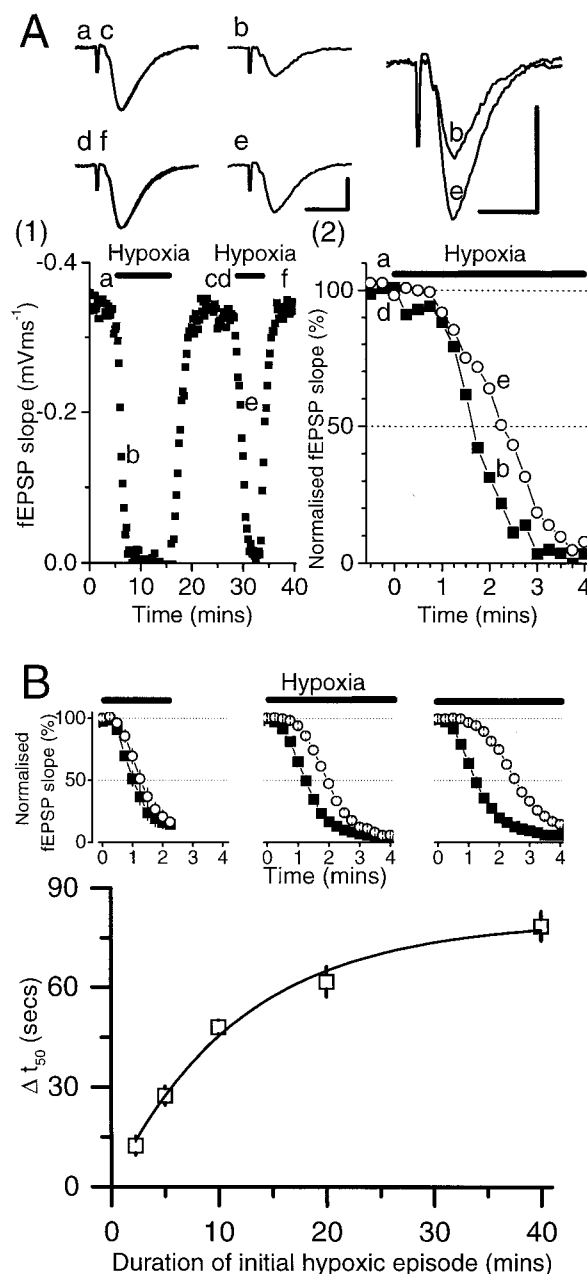 A
a c
b
b
e
d f
e
(1)
Hypoxia
Hypoxia
a
cd
f
b
e
-0.4
-0.2
0.0
fEPSP slope (mVms⁻¹)
0 10 20 30 40
Time (mins)
(2)
Hypoxia
a
d
e
b
100
50
0
Normalised fEPSP slope (%)
0 1 2 3 4
Time (mins)
B
Hypoxia
Normalised
fEPSP slope (%)
100
50
0
0 1 2 3 4
0 1 2 3 4
0 1 2 3 4
Time (mins)
90
60
30
0
Δ t₅₀ (secs)
0 10 20 30 40
Duration of initial hypoxic episode (mins)